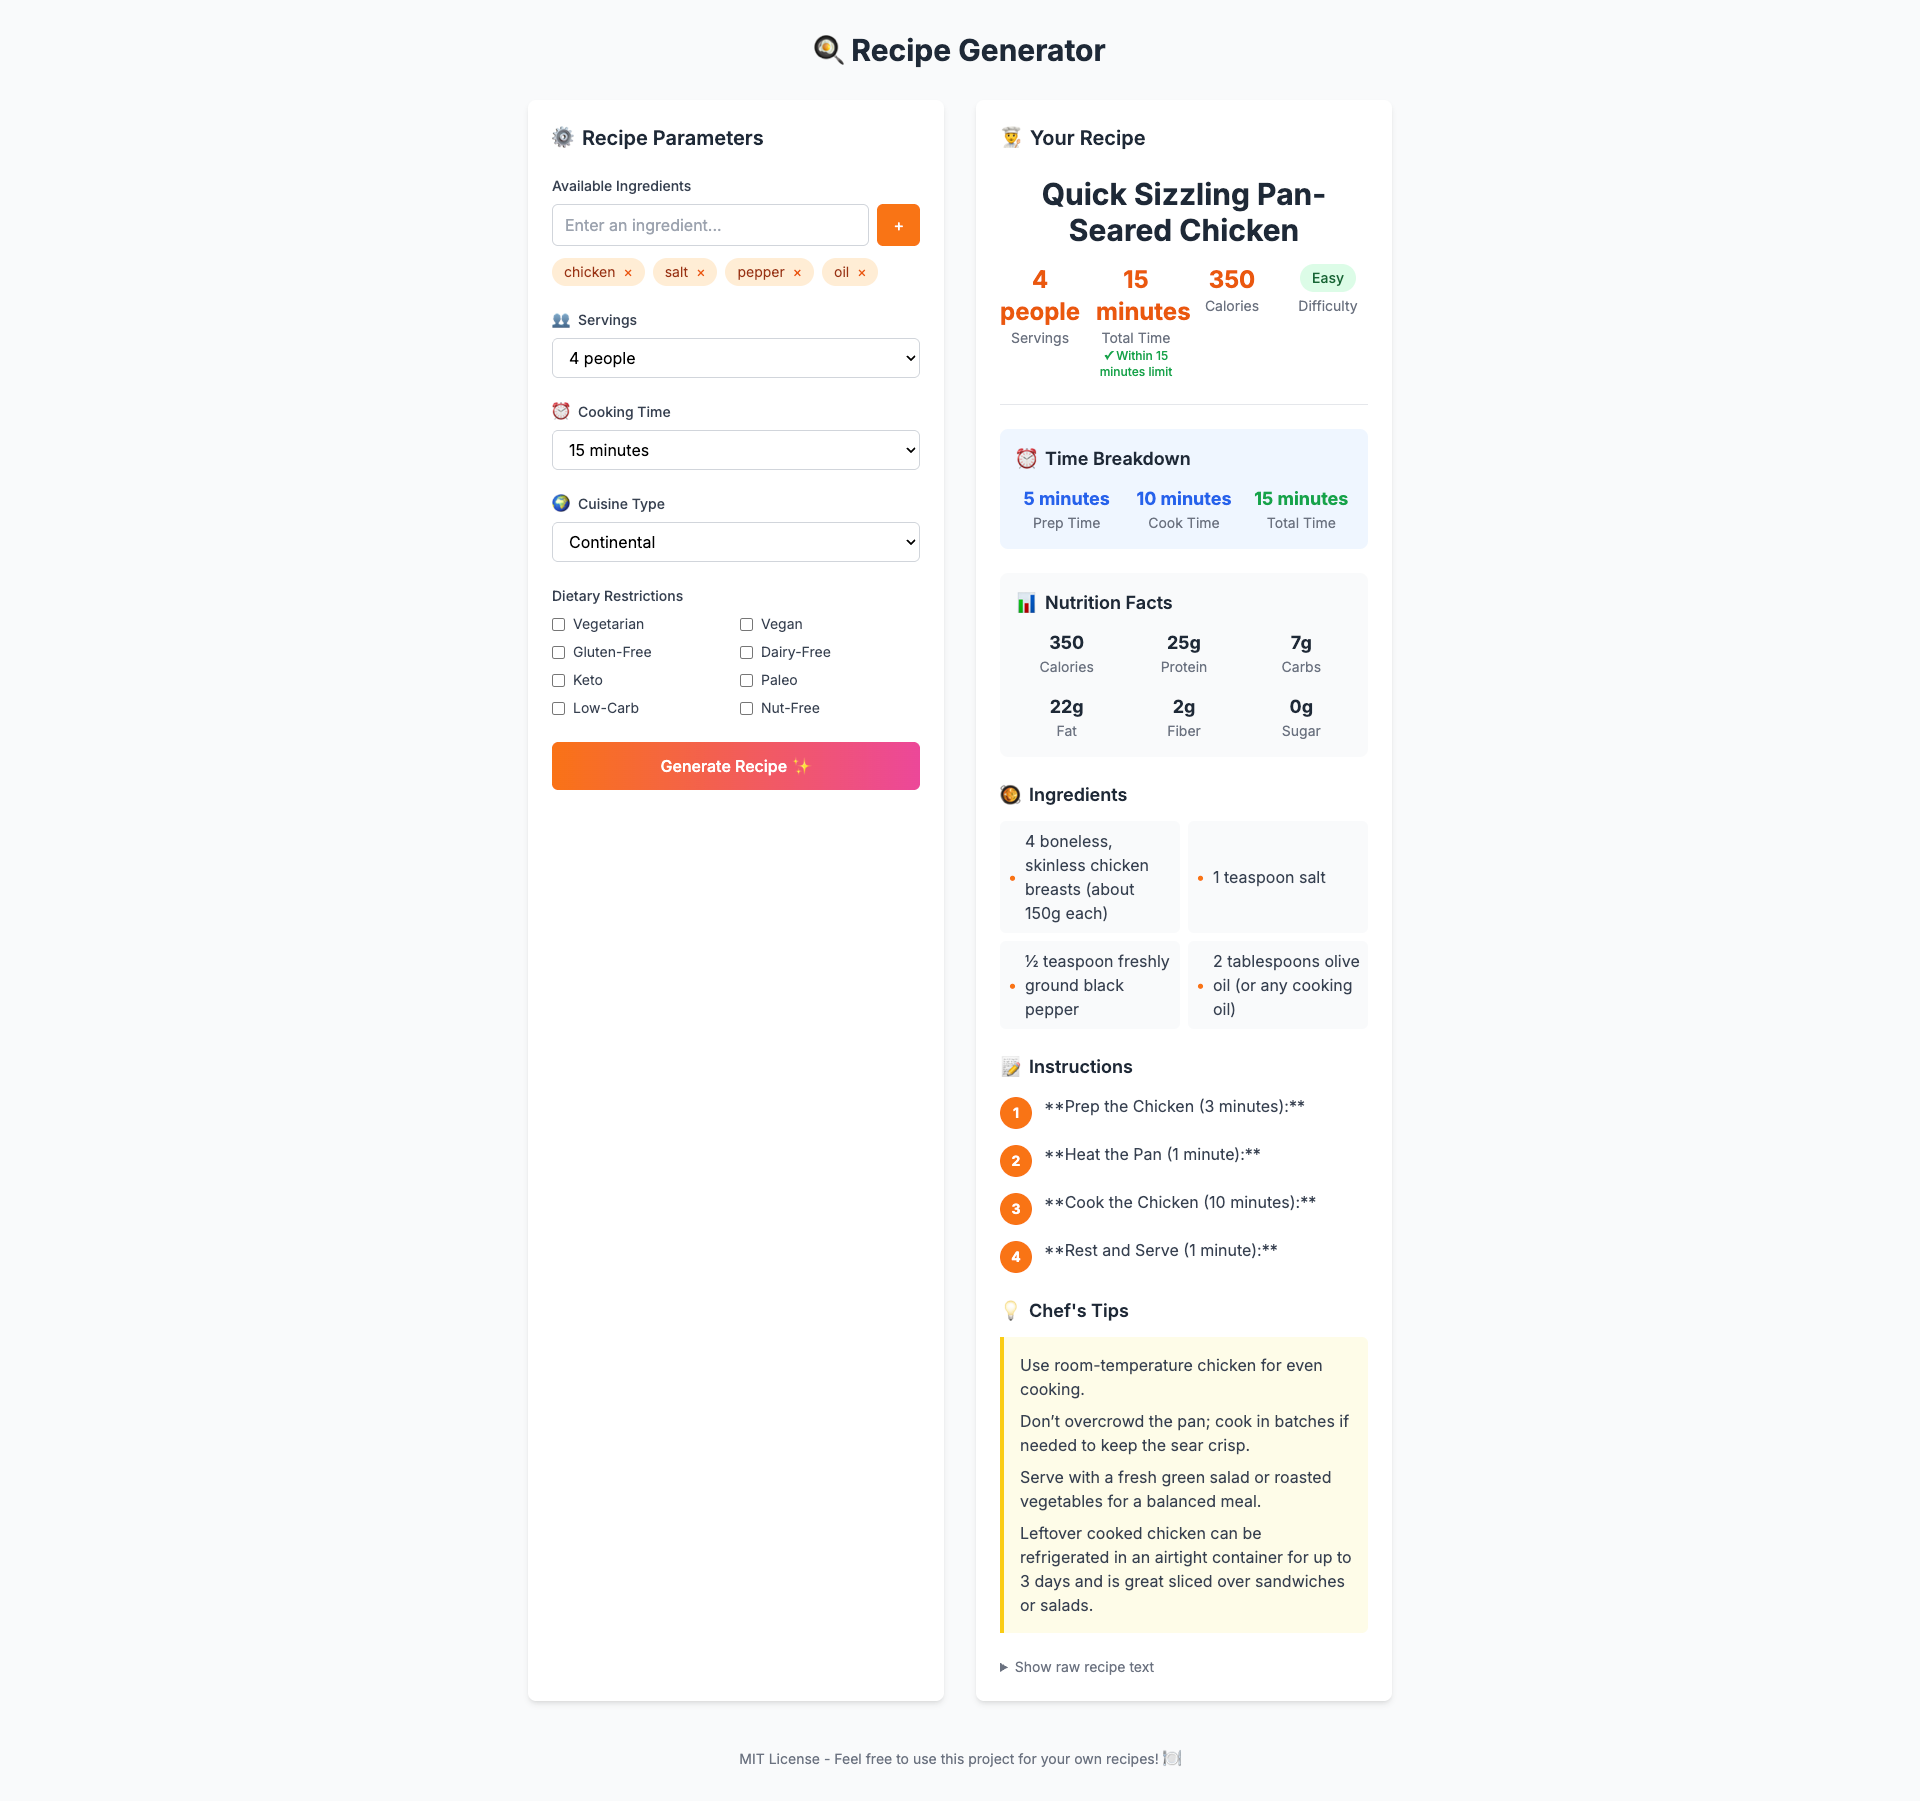 🍳 Recipe Generator
⚙️ Recipe Parameters
Available Ingredients
Enter an ingredient...
+
chicken × salt × pepper × oil ×
👥 Servings
4 people
⏰ Cooking Time
15 minutes
🌍 Cuisine Type
Continental
Dietary Restrictions
Vegetarian Vegan
Gluten-Free Dairy-Free
Keto Paleo
Low-Carb Nut-Free
Generate Recipe ✨
👨‍🍳 Your Recipe
Quick Sizzling Pan-
Seared Chicken
4
people
Servings
15
minutes
Total Time
✓ Within 15
minutes limit
350
Calories
Easy
Difficulty
⏰ Time Breakdown
5 minutes 10 minutes 15 minutes
Prep Time Cook Time Total Time
📊 Nutrition Facts
350 25g 7g
Calories Protein Carbs
22g 2g 0g
Fat Fiber Sugar
🥘 Ingredients
• 4 boneless,
skinless chicken
breasts (about
150g each)
• 1 teaspoon salt
• ½ teaspoon freshly
ground black
pepper
• 2 tablespoons olive
oil (or any cooking
oil)
📝 Instructions
1 **Prep the Chicken (3 minutes):**
2 **Heat the Pan (1 minute):**
3 **Cook the Chicken (10 minutes):**
4 **Rest and Serve (1 minute):**
💡 Chef's Tips
Use room-temperature chicken for even
cooking.
Don’t overcrowd the pan; cook in batches if
needed to keep the sear crisp.
Serve with a fresh green salad or roasted
vegetables for a balanced meal.
Leftover cooked chicken can be
refrigerated in an airtight container for up to
3 days and is great sliced over sandwiches
or salads.
▶ Show raw recipe text
MIT License - Feel free to use this project for your own recipes! 🍽️